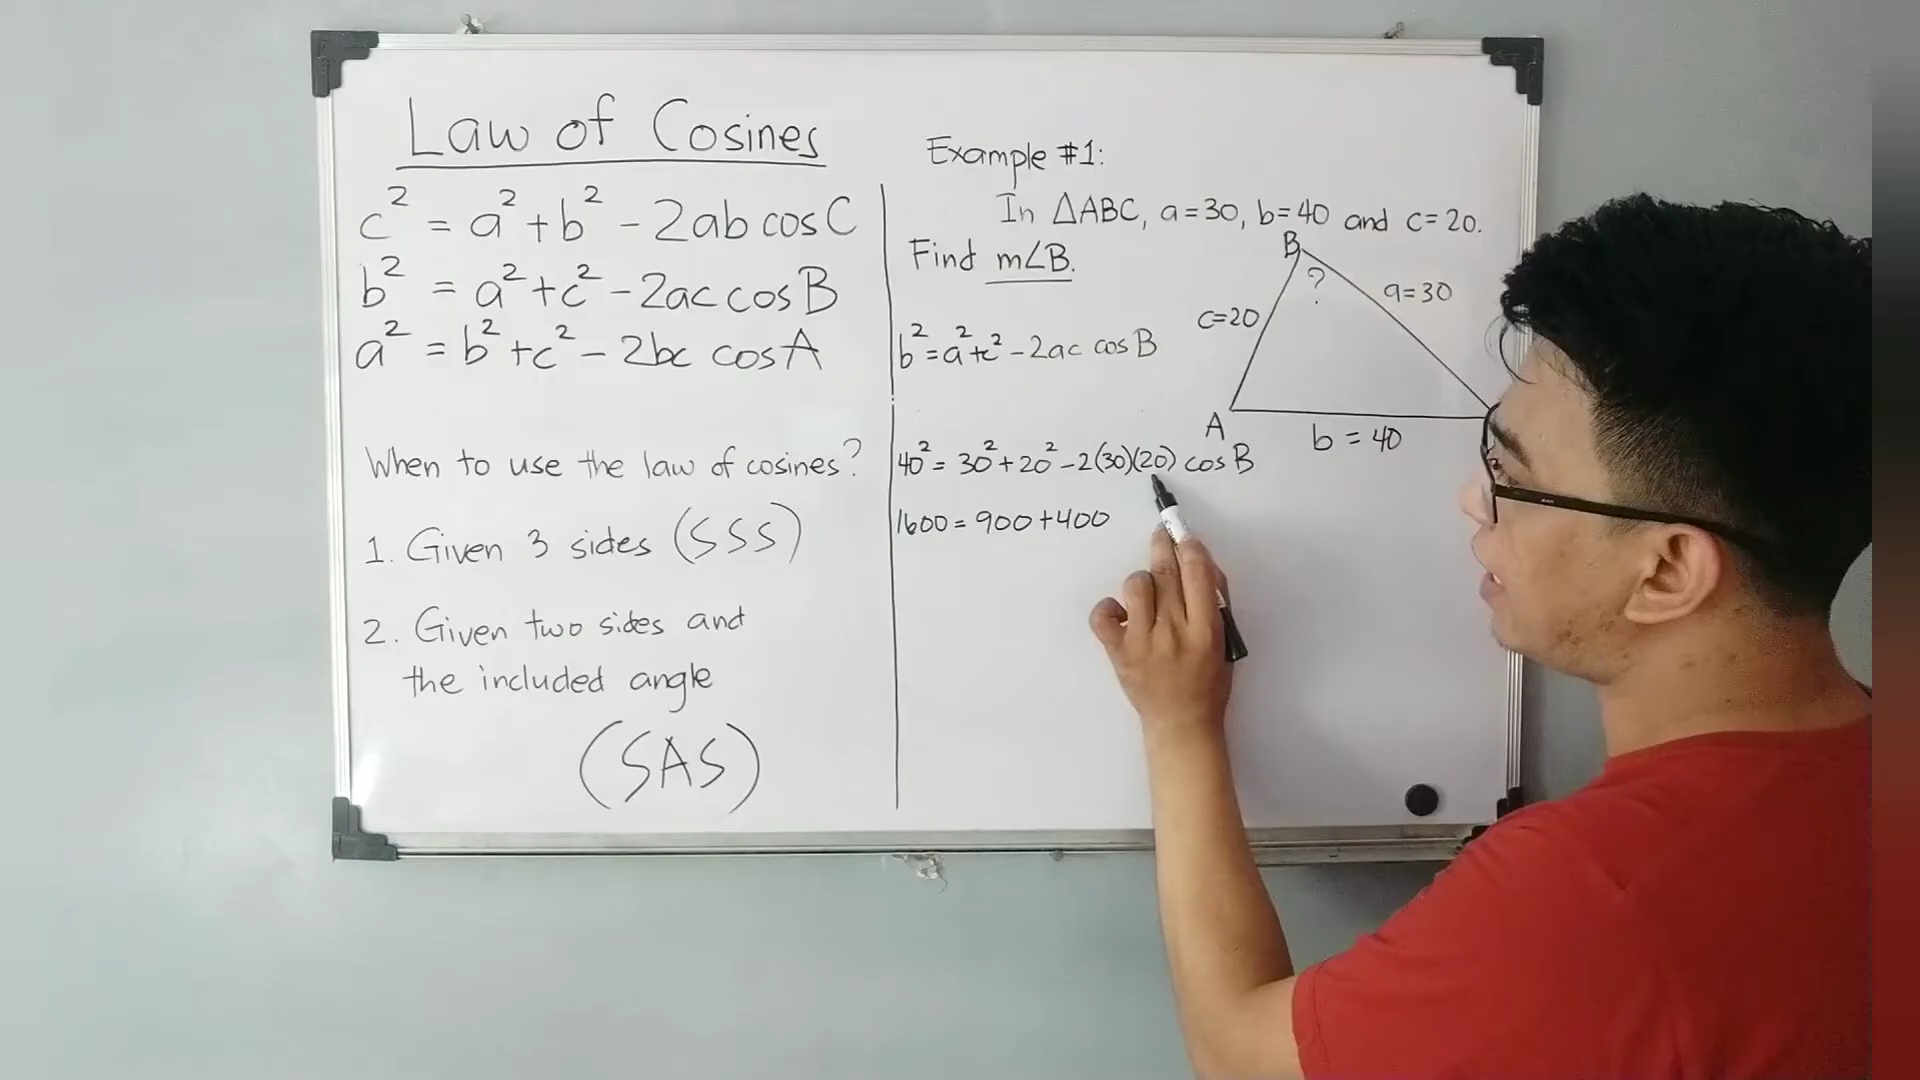 Law of Cosines
c² = a² + b² - 2ab cos C
b² = a² + c² - 2ac cos B
a² = b² + c² - 2bc cos A
When to use the law of cosines?
1. Given 3 sides (SSS)
2. Given two sides and
the included angle
(SAS)
Example #1:
In △ABC, a = 30, b = 40 and c = 20.
Find m∠B.
B
?
c = 20
a = 30
A
b = 40
b² = a² + c² - 2ac cos B
40² = 30² + 20² - 2(30)(20) cos B
1600 = 900 + 400